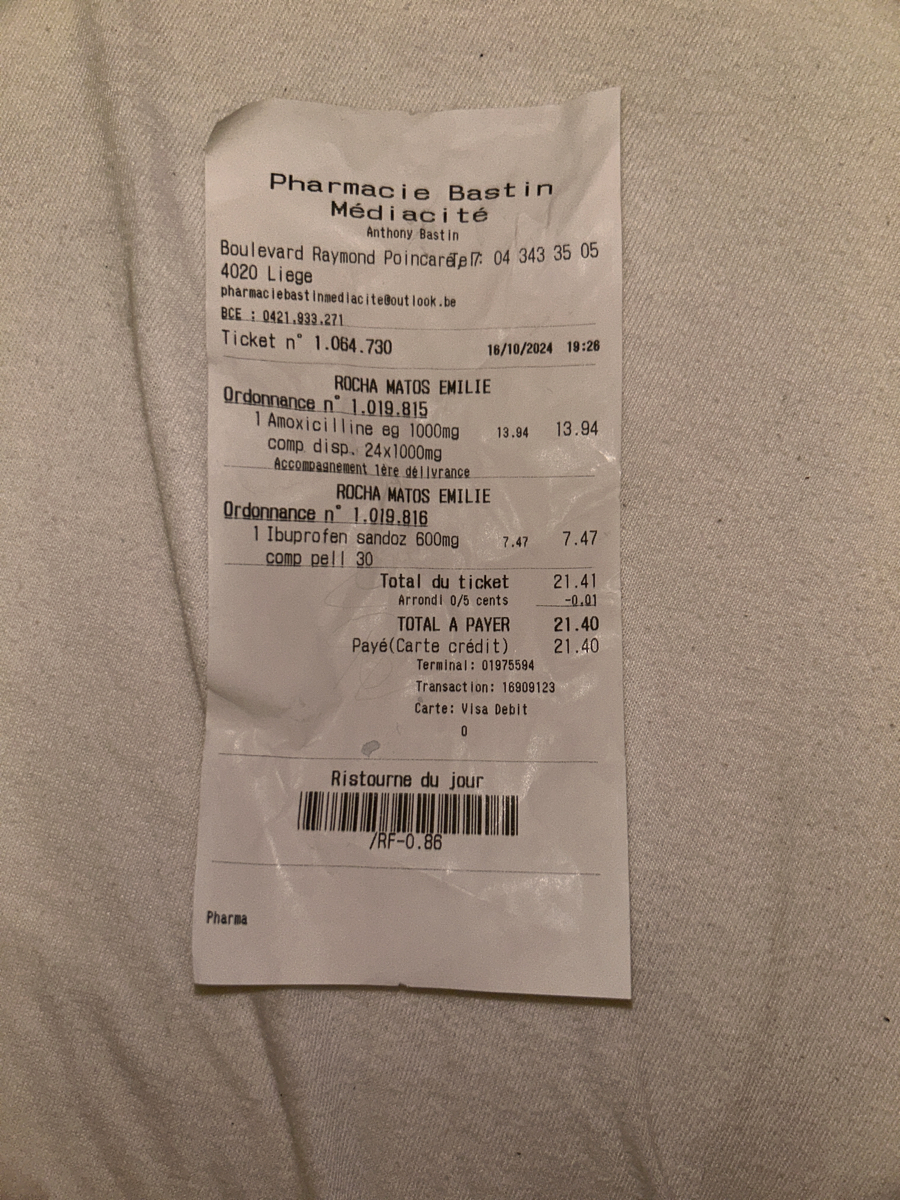 Pharmacie Bastin
Médiacité
Anthony Bastin
Boulevard Raymond Poincaré, 7 Tel: 04 343 35 05
4020 Liege
pharmaciebastinmediacite@outlook.be
BCE : 0421.933.271
Ticket n° 1.064.730 16/10/2024 19:26
ROCHA MATOS EMILIE
Ordonnance n° 1.019.815
1 Amoxicilline eg 1000mg 13.94 13.94
comp disp. 24x1000mg
Accompagnement 1ère délivrance
ROCHA MATOS EMILIE
Ordonnance n° 1.019.816
1 Ibuprofen sandoz 600mg 7.47 7.47
comp pell 30
Total du ticket 21.41
Arrondi 0/5 cents -0.01
TOTAL A PAYER 21.40
Payé(Carte crédit) 21.40
Terminal: 01975594
Transaction: 16909123
Carte: Visa Debit
0
Ristourne du jour
/RF-0.86
Pharma